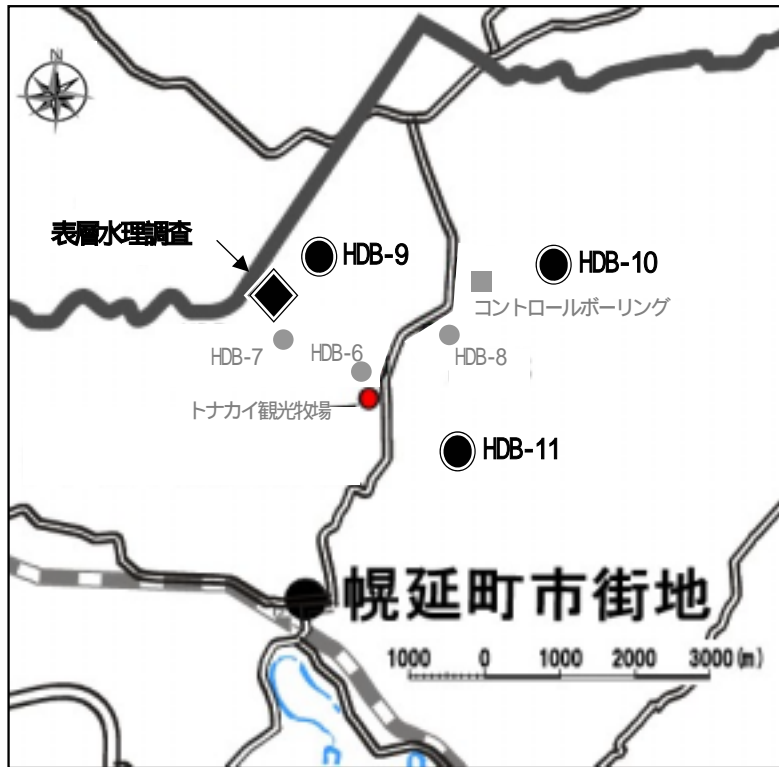 N
表層水理調査
HDB-9
HDB-10
コントロールボーリング
HDB-7
HDB-6
HDB-8
トナカイ観光牧場
HDB-11
幌延町市街地
1000 0 1000 2000 3000(m)